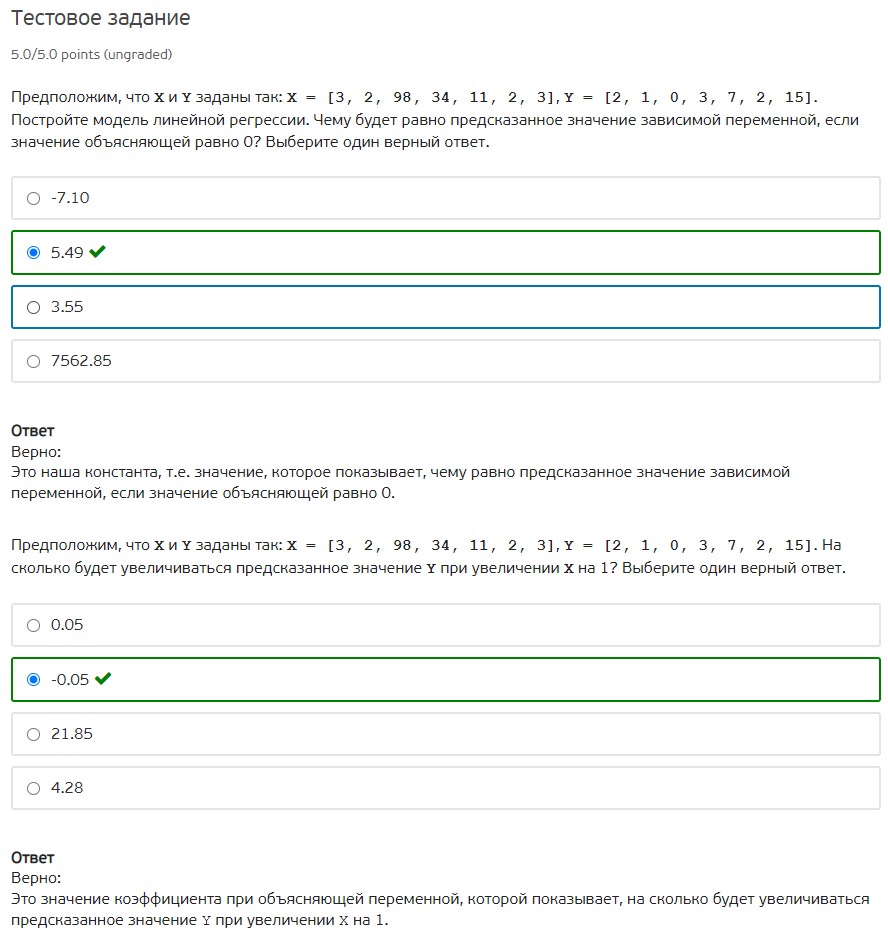 Тестовое задание
5.0/5.0 points (ungraded)
Предположим, что X и Y заданы так: X = [3, 2, 98, 34, 11, 2, 3], Y = [2, 1, 0, 3, 7, 2, 15].
Постройте модель линейной регрессии. Чему будет равно предсказанное значение зависимой переменной, если
значение объясняющей равно 0? Выберите один верный ответ.
-7.10
5.49
3.55
7562.85
Ответ
Верно:
Это наша константа, т.е. значение, которое показывает, чему равно предсказанное значение зависимой
переменной, если значение объясняющей равно 0.
Предположим, что X и Y заданы так: X = [3, 2, 98, 34, 11, 2, 3], Y = [2, 1, 0, 3, 7, 2, 15]. На
сколько будет увеличиваться предсказанное значение Y при увеличении X на 1? Выберите один верный ответ.
0.05
-0.05
21.85
4.28
Ответ
Верно:
Это значение коэффициента при объясняющей переменной, которой показывает, на сколько будет увеличиваться
предсказанное значение Y при увеличении X на 1.